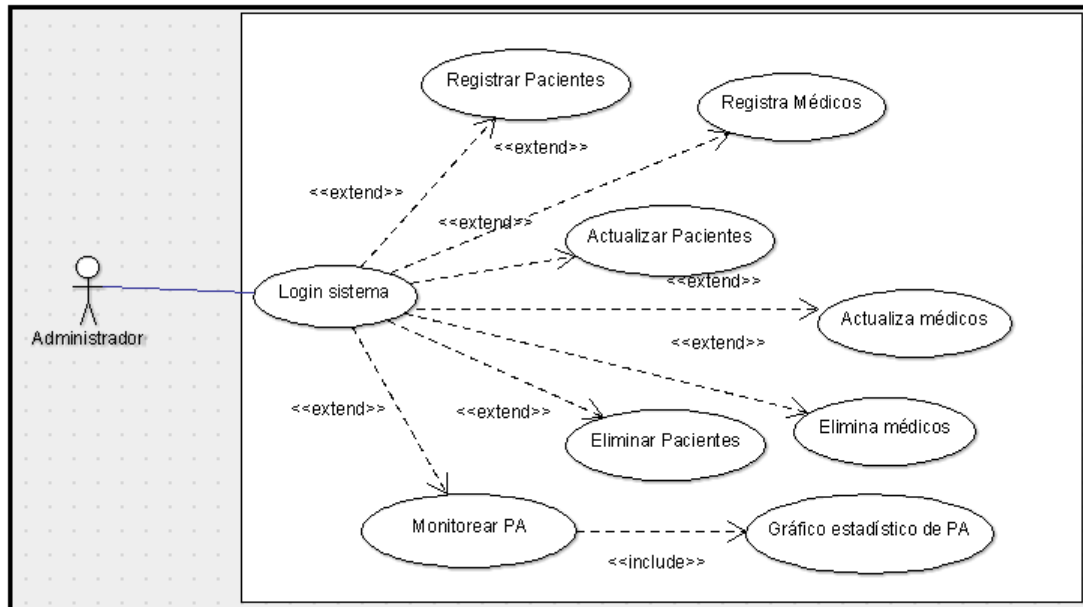 Registrar Pacientes
Registra Médicos
<<extend>>
<<extend>>
<<extend>>
Actualizar Pacientes
<<extend>>
Login sistema
Actualiza médicos
Administrador
<<extend>>
<<extend>>
<<extend>>
Elimina médicos
Eliminar Pacientes
Monitorear PA
Gráfico estadístico de PA
<<include>>